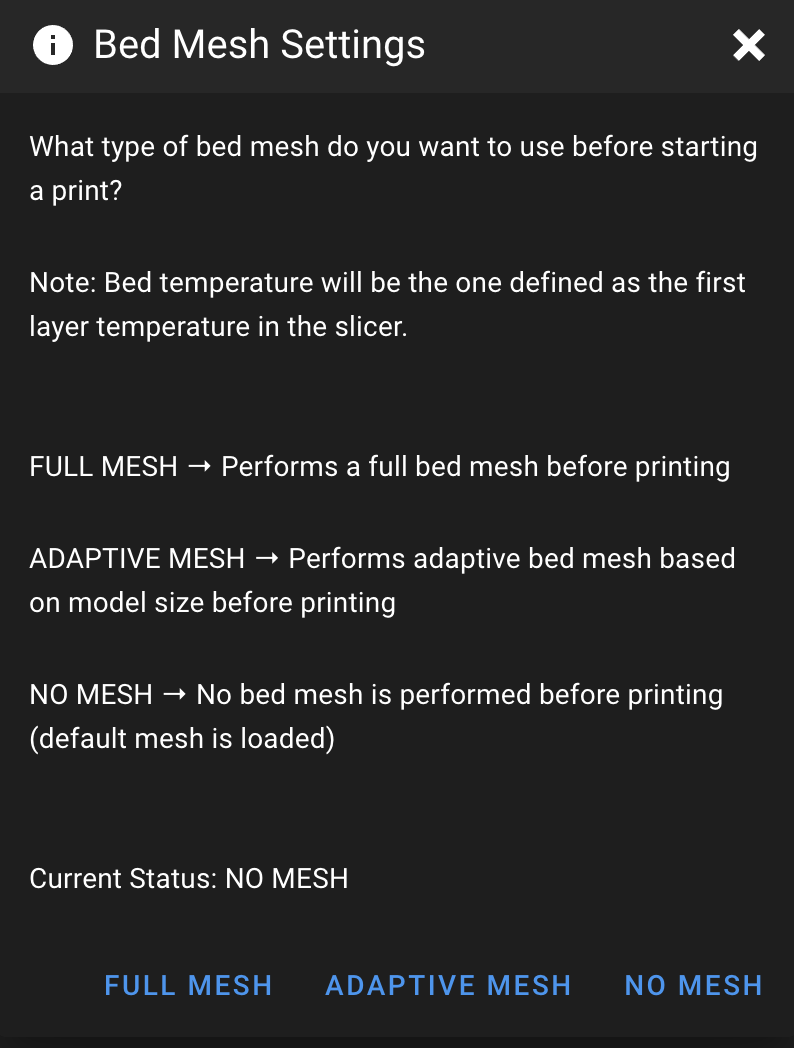 Bed Mesh Settings
What type of bed mesh do you want to use before starting
a print?
Note: Bed temperature will be the one defined as the first
layer temperature in the slicer.
FULL MESH → Performs a full bed mesh before printing
ADAPTIVE MESH → Performs adaptive bed mesh based
on model size before printing
NO MESH → No bed mesh is performed before printing
(default mesh is loaded)
Current Status: NO MESH
FULL MESH ADAPTIVE MESH NO MESH